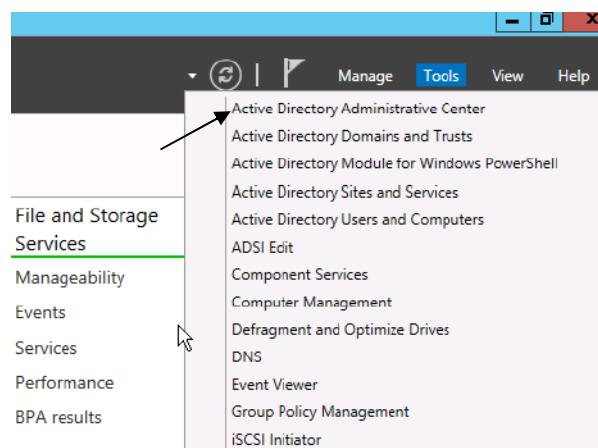 Manage Tools View Help
Active Directory Administrative Center
Active Directory Domains and Trusts
Active Directory Module for Windows PowerShell
Active Directory Sites and Services
Active Directory Users and Computers
ADSI Edit
Component Services
Computer Management
Defragment and Optimize Drives
DNS
Event Viewer
Group Policy Management
iSCSI Initiator
File and Storage
Services
Manageability
Events
Services
Performance
BPA results